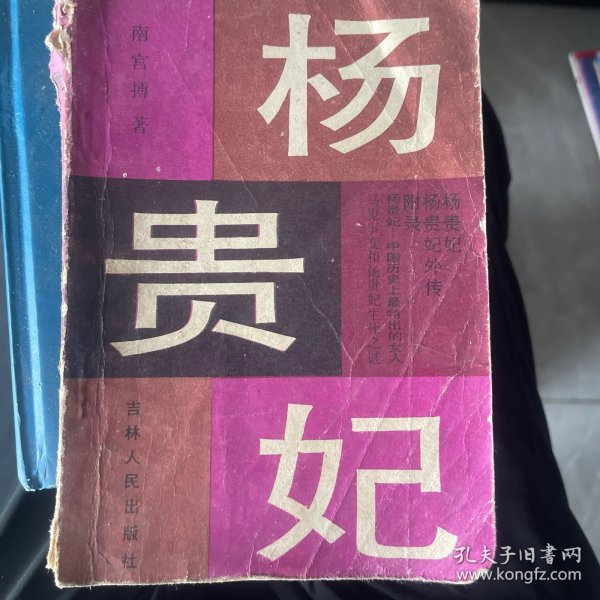 杨
贵
妃
南宫搏著
杨贵妃
杨贵妃外传
附录
杨贵妃:中国历史上最特出的女人
马嵬事变和杨贵妃生死之谜
吉林人民出版社
孔夫子旧书网
www.kongfz.com